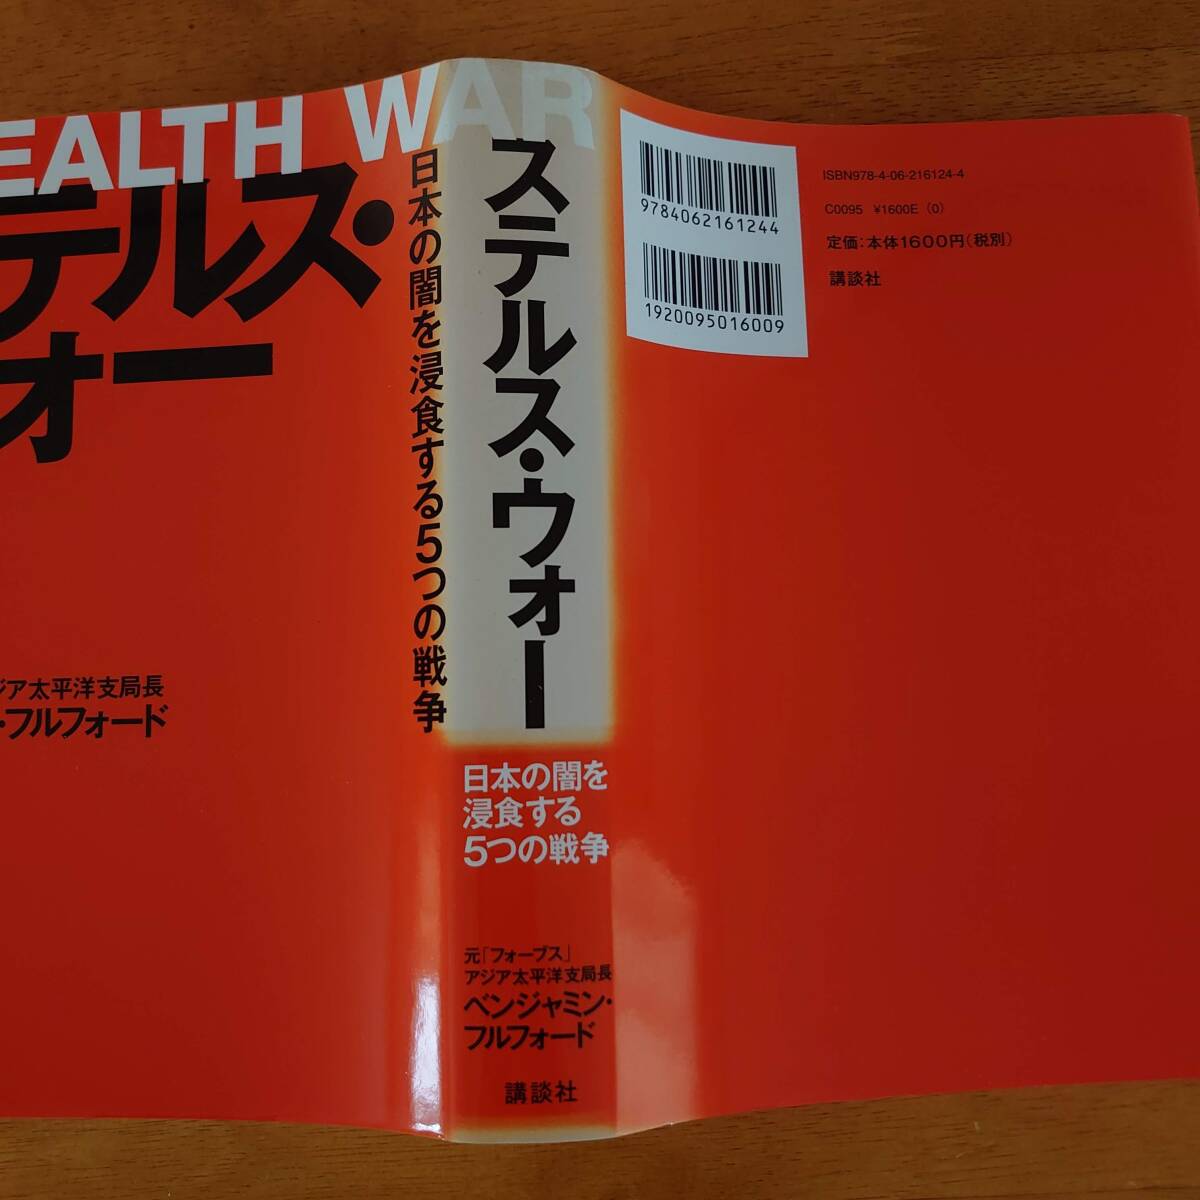 EALTH WAR
テルス・
ォー
日本の闇を浸食する5つの戦争
ジア太平洋支局長
・フルフォード
ステルス・ウォー
日本の闇を
浸食する
5つの戦争
元「フォーブス」
アジア太平洋支局長
ベンジャミン・
フルフォード
講談社
9784062161244
1920095016009
ISBN978-4-06-216124-4
C0095 ¥1600E (0)
定価:本体1600円(税別)
講談社